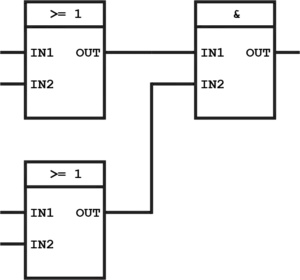 >= 1
IN1 OUT
IN2
&
IN1 OUT
IN2
>= 1
IN1 OUT
IN2